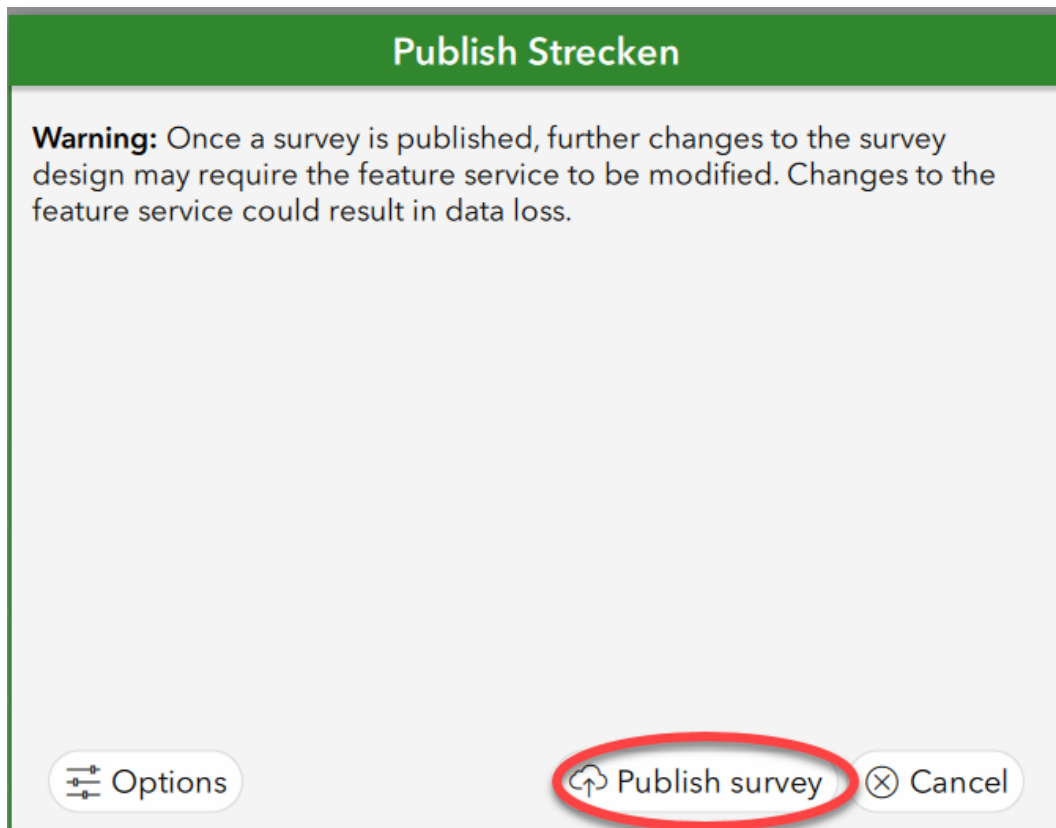 Publish Strecken
Warning: Once a survey is published, further changes to the survey
design may require the feature service to be modified. Changes to the
feature service could result in data loss.
Options
Publish survey
Cancel